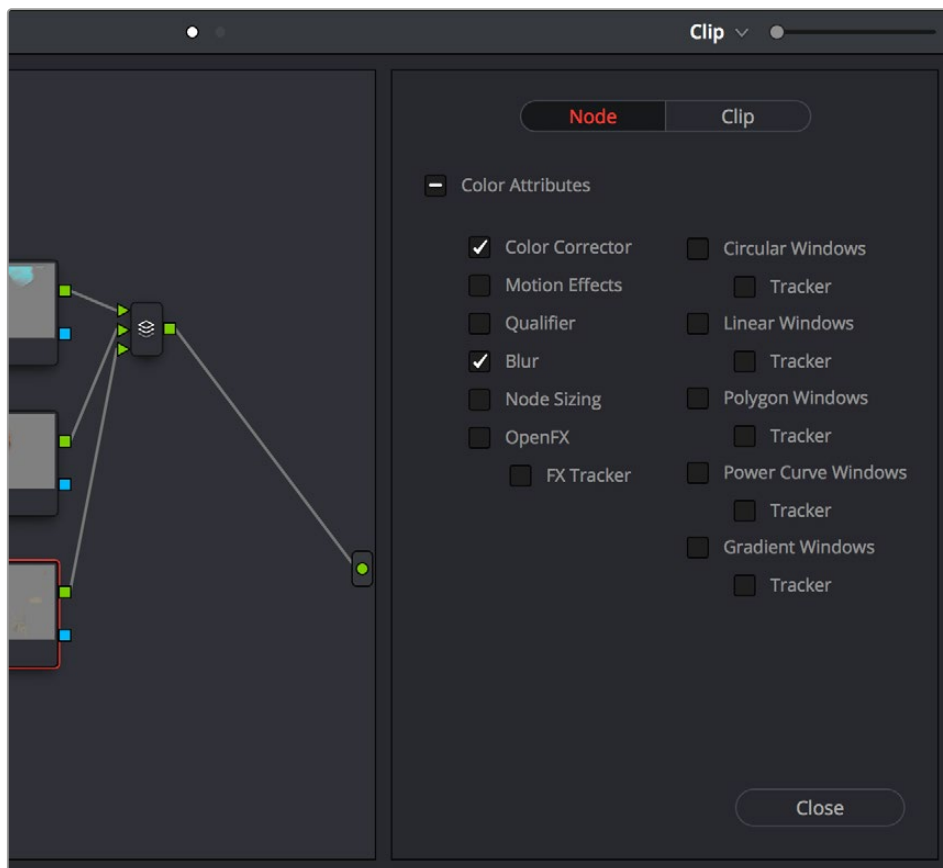 Clip
Node
Clip
Color Attributes
Color Corrector
Motion Effects
Qualifier
Blur
Node Sizing
OpenFX
FX Tracker
Circular Windows
Tracker
Linear Windows
Tracker
Polygon Windows
Tracker
Power Curve Windows
Tracker
Gradient Windows
Tracker
Close